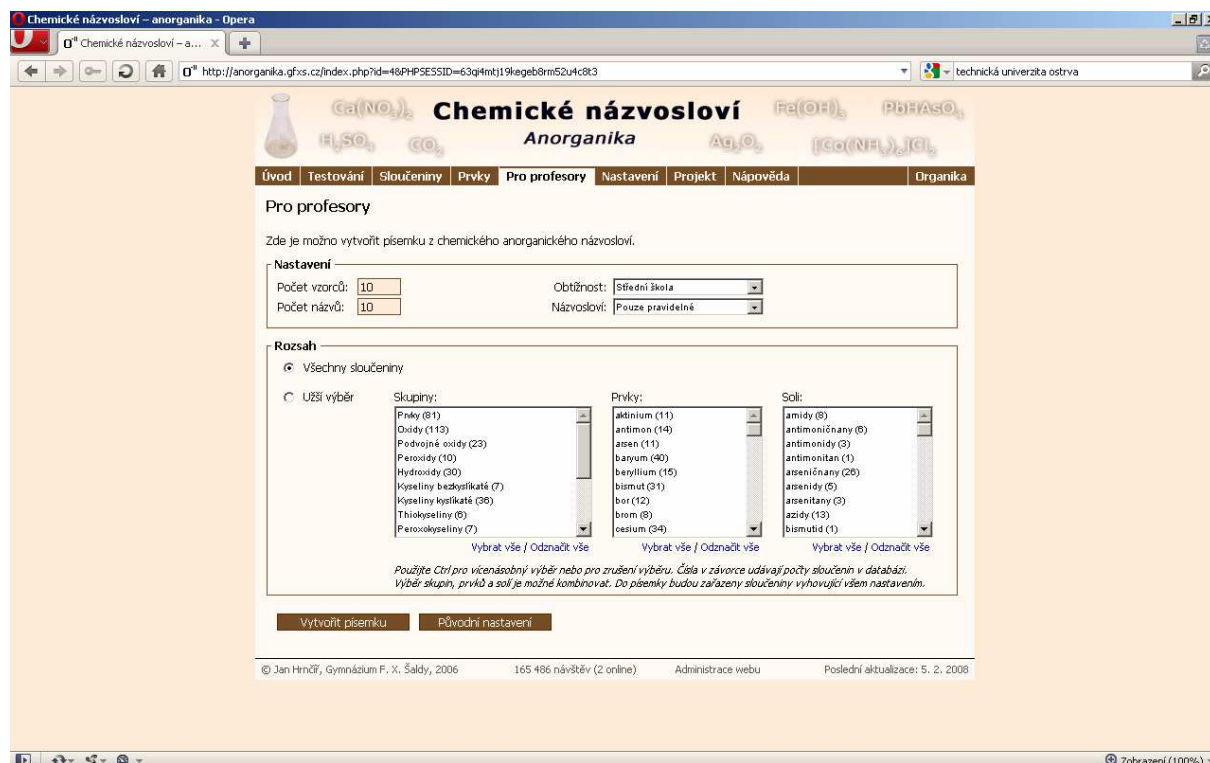 Chemické názvosloví – anorganika - Opera
Chemické názvosloví – a...
http://anorganika.gfxs.cz/index.php?id=4&PHPSESSID=63qi4mtj19kegeb8rm52u4c8t3
technická univerzita ostrva
Ca(NO3)2 Chemické názvosloví Fe(OH)3 PbHAsO4
H2SO4 CO2 Anorganika Ag2O2 [Co(NH3)6]Cl3
Úvod Testování Sloučeniny Prvky Pro profesory Nastavení Projekt Nápověda Organika
Pro profesory
Zde je možno vytvořit písemku z chemického anorganického názvosloví.
Nastavení
Počet vzorců: 10 Obtížnost: Střední škola
Počet názvů: 10 Názvosloví: Pouze pravidelné
Rozsah
Všechny sloučeniny
Užší výběr Skupiny: Prvky: Soli:
Prvky (81) aktinium (11) amidy (8)
Oxidy (113) antimon (14) antimoničnany (6)
Podvojné oxidy (23) arsen (11) antimonidy (3)
Peroxidy (10) baryum (40) antimonitan (1)
Hydroxidy (30) beryllium (15) arseničnany (26)
Kyseliny bezkyslíkaté (7) bismut (31) arsenidy (5)
Kyseliny kyslíkaté (36) bor (12) arsenitany (3)
Thiokyseliny (6) brom (8) azidy (13)
Peroxokyseliny (7) cesium (34) bismutid (1)
Vybrat vše / Odznačit vše Vybrat vše / Odznačit vše Vybrat vše / Odznačit vše
Použijte Ctrl pro vícenásobný výběr nebo pro zrušení výběru. Čísla v závorce udávají počty sloučenin v databázi.
Výběr skupin, prvků a solí je možné kombinovat. Do písemky budou zařazeny sloučeniny vyhovující všem nastavením.
Vytvořit písemku Původní nastavení
© Jan Hrnčíř, Gymnázium F. X. Šaldy, 2006 165 486 návštěv (2 online) Administrace webu Poslední aktualizace: 5. 2. 2008
Zobrazení (100%)